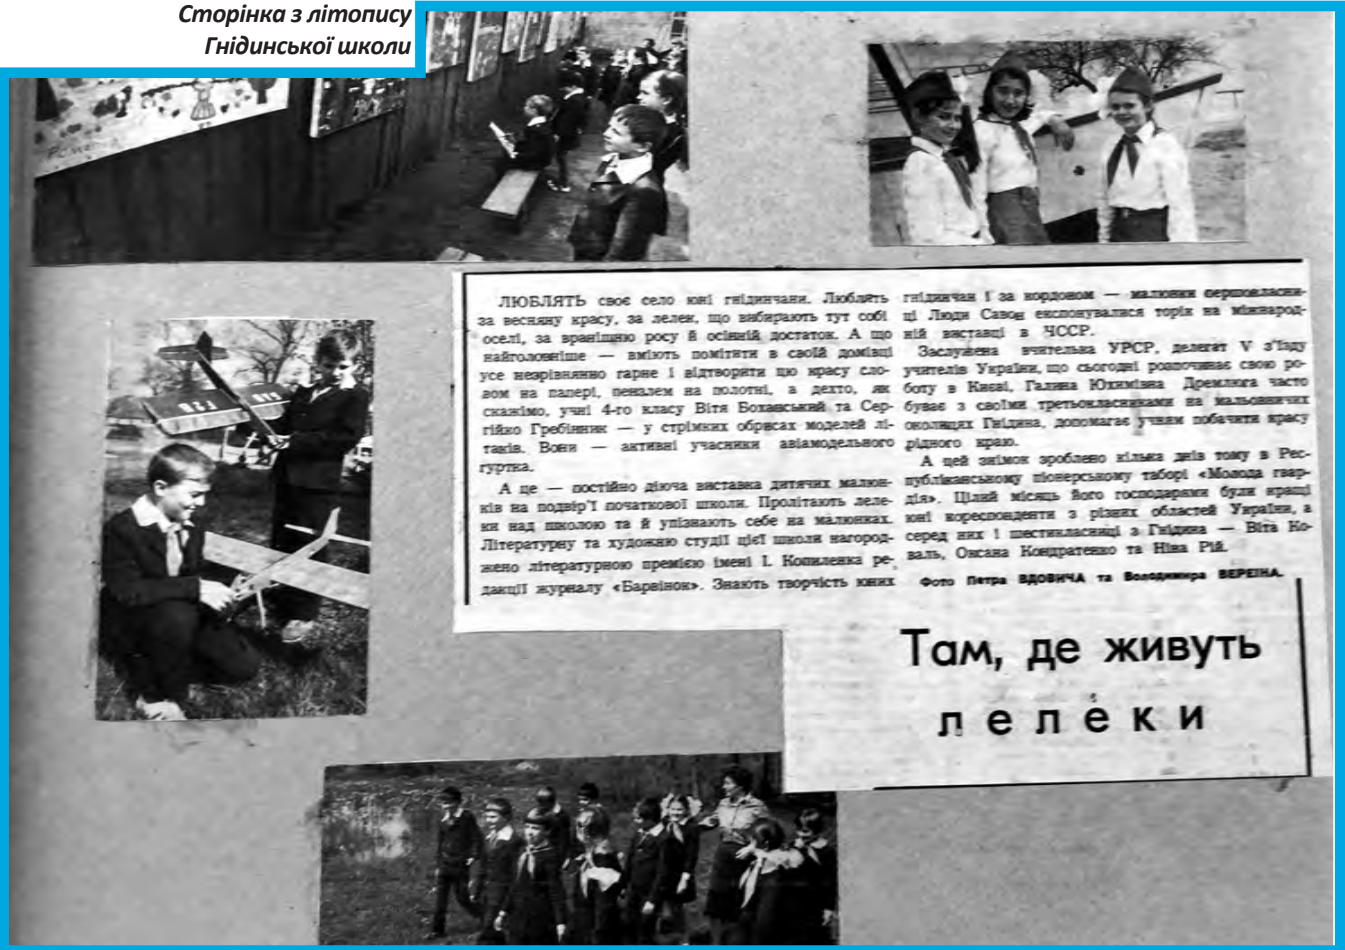 Сторінка з літопису
Гнідинської школи
ЛЮБЛЯТЬ своє село юні гнідинчани. Люблять
за весняну красу, за лелек, що вибирають тут собі
оселі, за вранішню росу й осінній достаток. А що
найголовніше — вміють помітити в своїй домівці
усе незрівнянно гарне і відтворити цю красу сло-
вом на папері, пензлем на полотні, а дехто, як
скажімо, учні 4-го класу Вітя Боханський та Сер-
гійко Гребінник — у стрімких обрисах моделей лі-
таків. Вони — активні учасники авіамодельного
гуртка.
А це — постійно діюча виставка дитячих малюн-
ків на подвір'ї початкової школи. Пролітають леле-
ки над школою та й упізнають себе на малюнках.
Літературну та художню студії цієї школи нагород-
жено літературною премією імені І. Копиленка ре-
дакції журналу «Барвінок». Знають творчість юних
гнідинчан і за кордоном — малюнки першокласни-
ці Люди Савон експонувалися торік на міжнарод-
ній виставці в ЧССР.
Заслужена вчителька УРСР, делегат V з'їзду
учителів України, що сьогодні розпочинає свою ро-
боту в Києві, Галина Юхимівна Дремлюга часто
буває з своїми третьокласниками на мальовничих
околицях Гнідина, допомагає учням побачити красу
рідного краю.
А цей знімок зроблено кілька днів тому в Рес-
публіканському піонерському таборі «Молода гвар-
дія». Цілий місяць його господарями були кращі
юні кореспонденти з різних областей України, а
серед них і шестикласниці з Гнідина — Віта Ко-
валь, Оксана Кондратенко та Ніна Рій.
Фото Петра ВДОВИЧА та Володимира ВЕРЕІНА.
Там, де живуть
лелеки